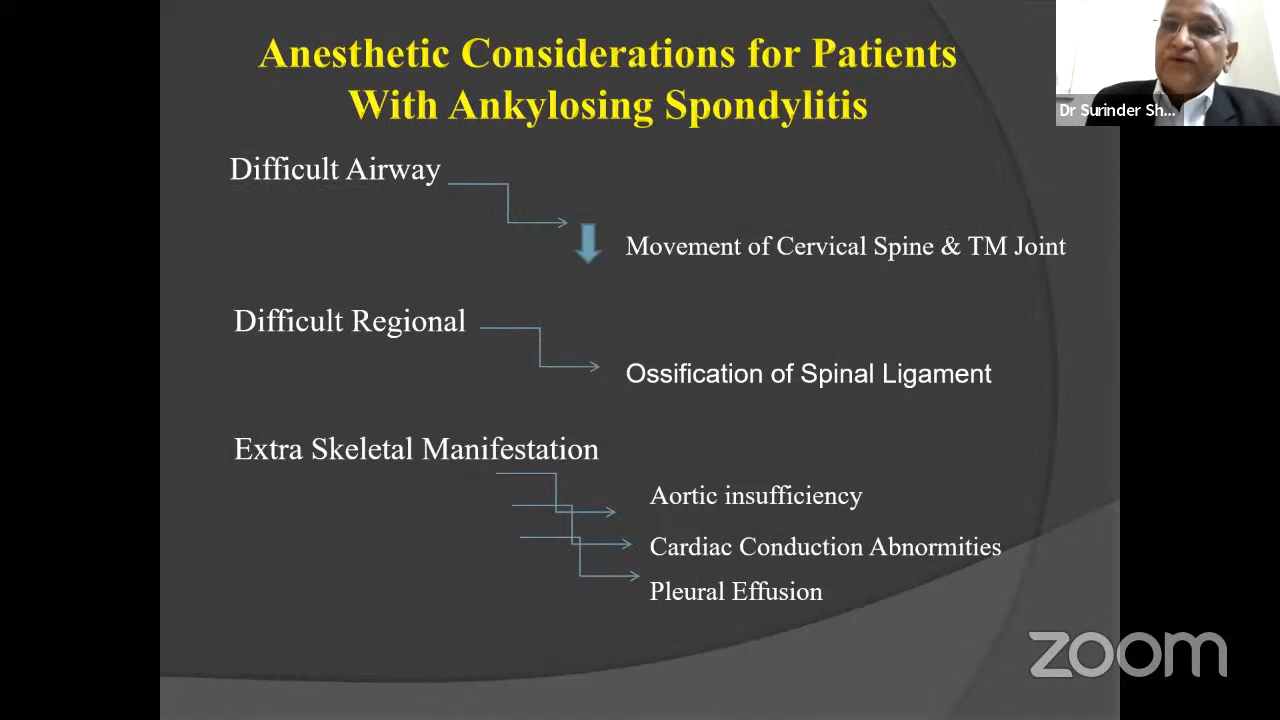 Anesthetic Considerations for Patients
With Ankylosing Spondylitis
Dr Surinder Sh...
Difficult Airway
Movement of Cervical Spine & TM Joint
Difficult Regional
Ossification of Spinal Ligament
Extra Skeletal Manifestation
Aortic insufficiency
Cardiac Conduction Abnormities
Pleural Effusion
zoom